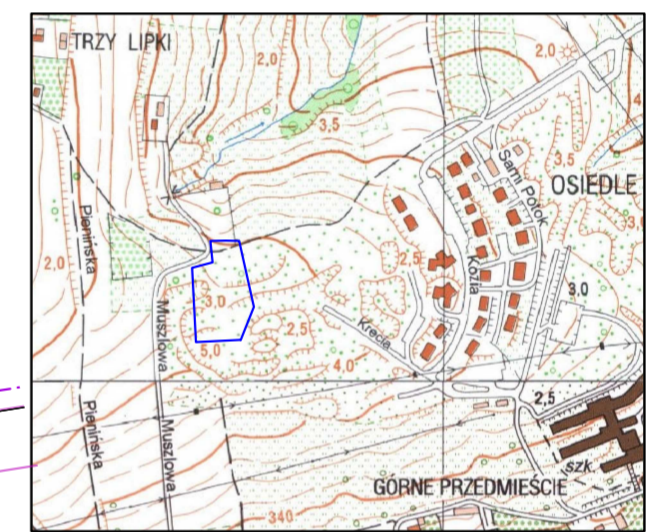 TRZY LIPKI
2,0
2,0
3,5
4
Sami Potok
3,5
OSIEDLE
Pienińska
2,0
2,5
Kozia
3,0
3,0
Muszlowa
2,5
Krecia
5,0
4,0
2,5
Pienińska
Muszlowa
szk.
GÓRNE PRZEDMIEŚCIE
340